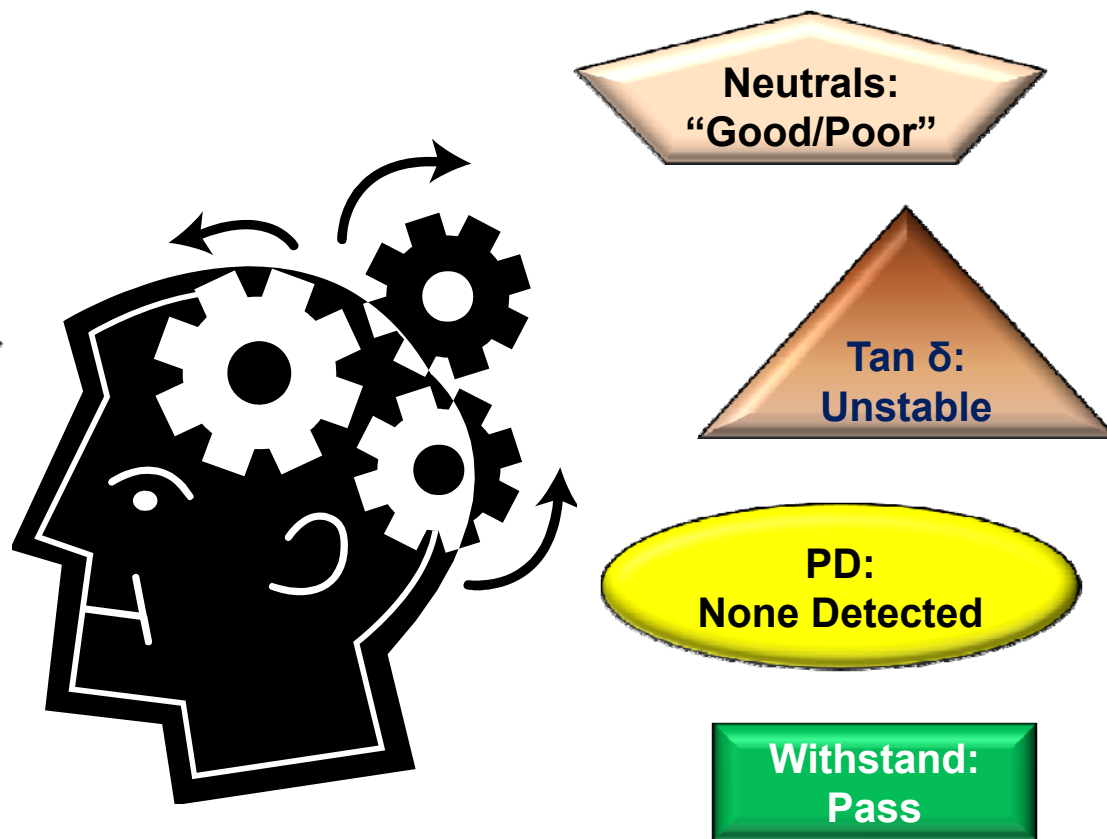 Neutrals:
“Good/Poor”
Tan δ:
Unstable
PD:
None Detected
Withstand:
Pass